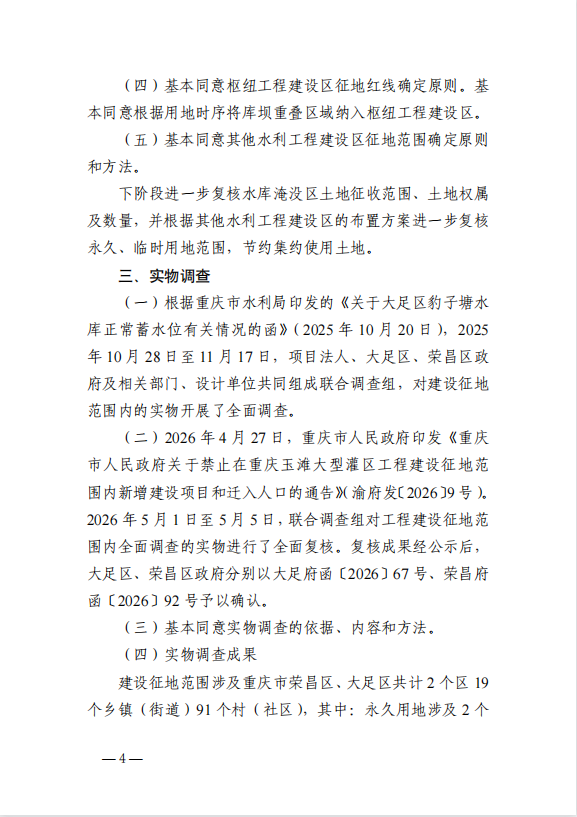 （四）基本同意枢纽工程建设区征地红线确定原则。基
本同意根据用地时序将库坝重叠区域纳入枢纽工程建设区。
（五）基本同意其他水利工程建设区征地范围确定原则
和方法。
下阶段进一步复核水库淹没区土地征收范围、土地权属
及数量，并根据其他水利工程建设区的布置方案进一步复核
永久、临时用地范围，节约集约使用土地。
三、实物调查
（一）根据重庆市水利局印发的《关于大足区豹子塘水
库正常蓄水位有关情况的函》（2025 年 10 月 20 日），2025
年 10 月 28 日至 11 月 17 日，项目法人、大足区、荣昌区政
府及相关部门、设计单位共同组成联合调查组，对建设征地
范围内的实物开展了全面调查。
（二）2026 年 4 月 27 日，重庆市人民政府印发《重庆
市人民政府关于禁止在重庆玉滩大型灌区工程建设征地范
围内新增建设项目和迁入人口的通告》（渝府发〔2026〕9 号）。
2026 年 5 月 1 日至 5 月 5 日，联合调查组对工程建设征地范
围内全面调查的实物进行了全面复核。复核成果经公示后，
大足区、荣昌区政府分别以大足府函〔2026〕67 号、荣昌府
函〔2026〕92 号予以确认。
（三）基本同意实物调查的依据、内容和方法。
（四）实物调查成果
建设征地范围涉及重庆市荣昌区、大足区共计 2 个区 19
个乡镇（街道）91 个村（社区），其中：永久用地涉及 2 个
— 4 —